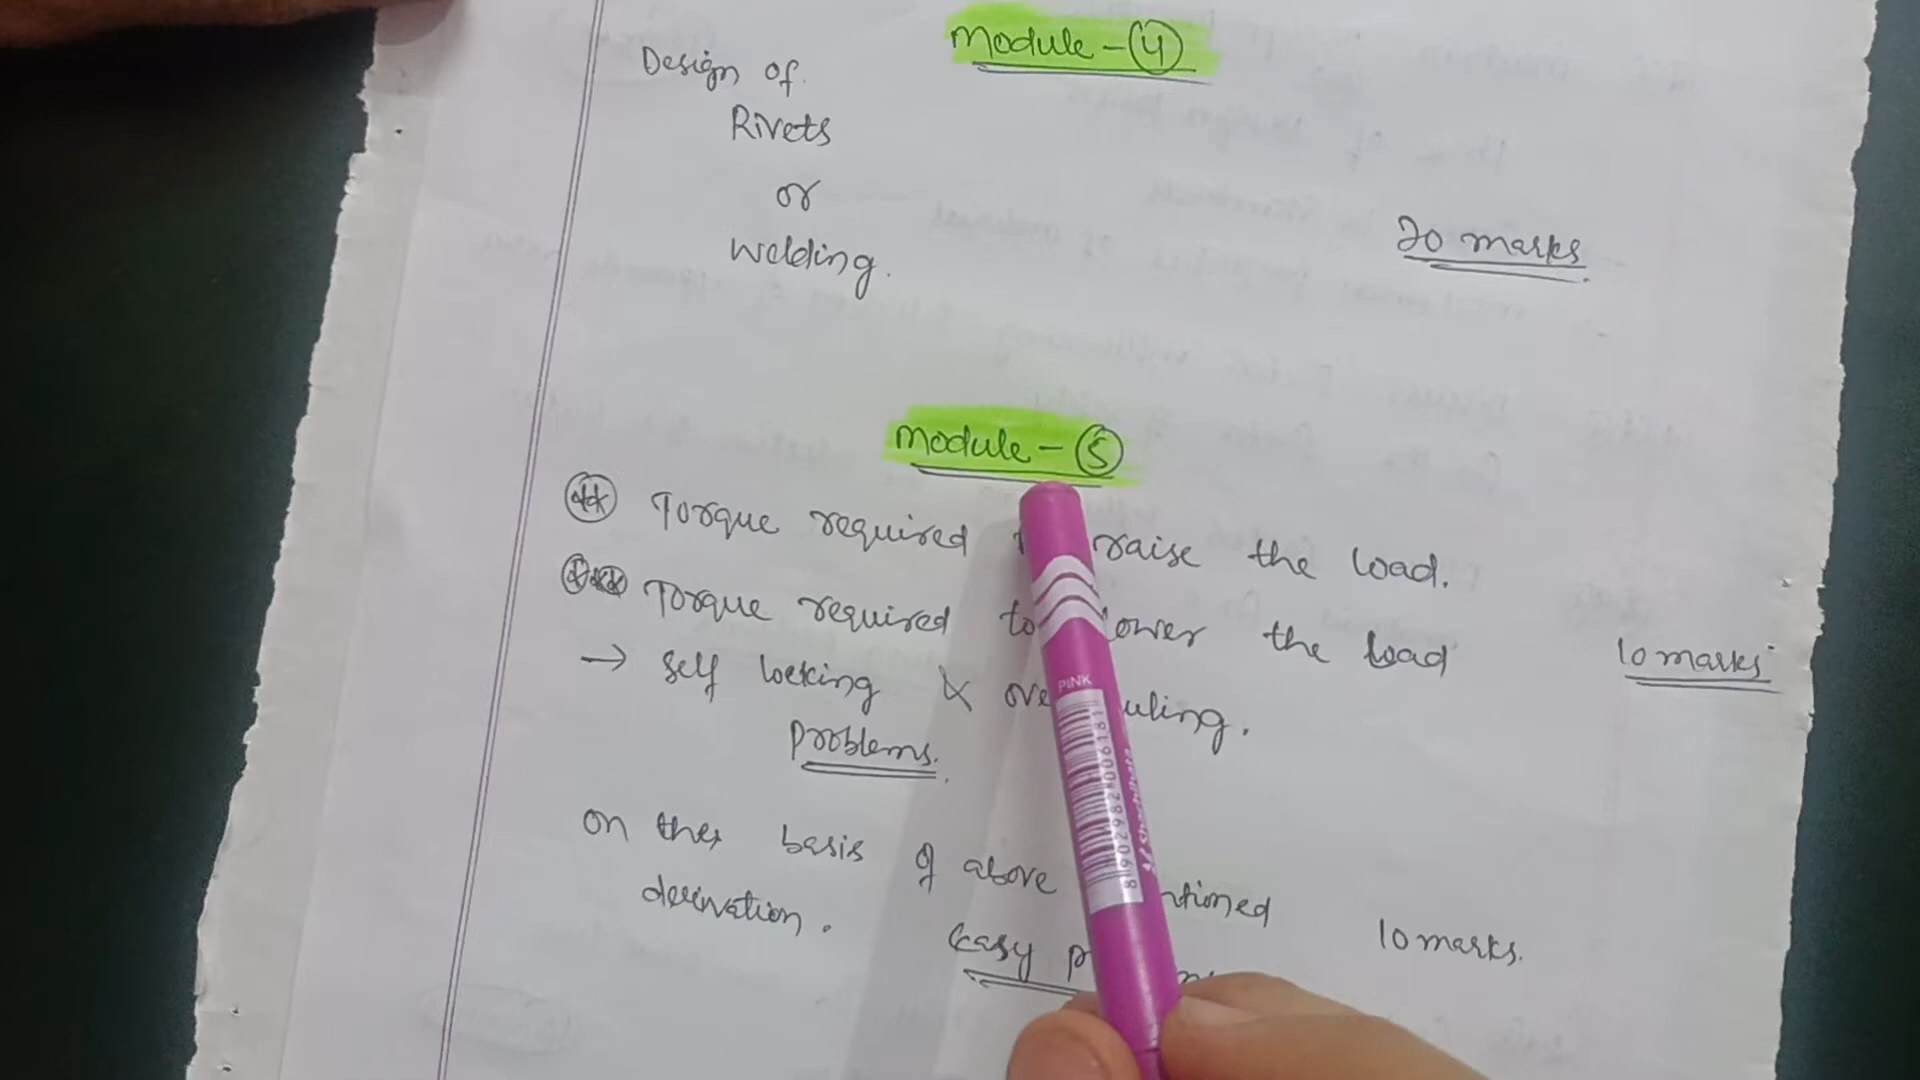 Module - 4
Design of
Rivets
or
welding.
20 marks
Module - 5
** Torque required raise the load.
*** Torque required to lower the load
10 marks
→ self locking & uling.
Problems.
on the basis of above ntioned
derivation.
10 marks.
Easy p
PINK
8902982006181